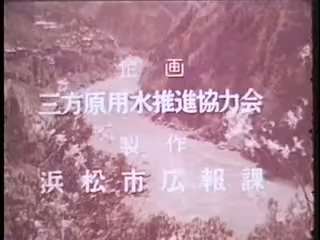 企画
三方原用水推進協力会
製作
浜松市広報課